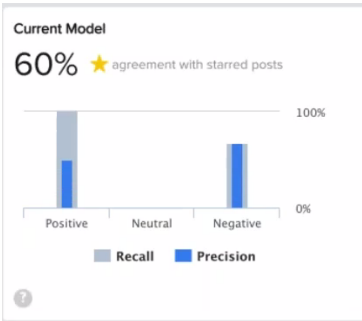 Current Model
60% agreement with starred posts
100%
0%
Positive Neutral Negative
Recall Precision
?